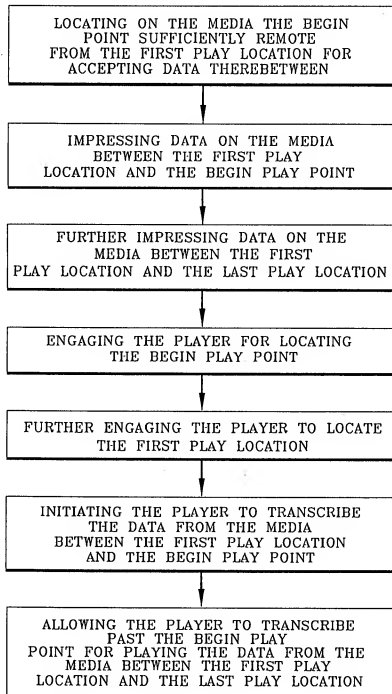 LOCATING ON THE MEDIA THE BEGIN
POINT SUFFICIENTLY REMOTE
FROM THE FIRST PLAY LOCATION FOR
ACCEPTING DATA THEREBETWEEN
IMPRESSING DATA ON THE MEDIA
BETWEEN THE FIRST PLAY
LOCATION AND THE BEGIN PLAY POINT
FURTHER IMPRESSING DATA ON THE
MEDIA BETWEEN THE FIRST
PLAY LOCATION AND THE LAST PLAY LOCATION
ENGAGING THE PLAYER FOR LOCATING
THE BEGIN PLAY POINT
FURTHER ENGAGING THE PLAYER TO LOCATE
THE FIRST PLAY LOCATION
INITIATING THE PLAYER TO TRANSCRIBE
THE DATA FROM THE MEDIA
BETWEEN THE FIRST PLAY LOCATION
AND THE BEGIN PLAY POINT
ALLOWING THE PLAYER TO TRANSCRIBE
PAST THE BEGIN PLAY
POINT FOR PLAYING THE DATA FROM THE
MEDIA BETWEEN THE FIRST PLAY
LOCATION AND THE LAST PLAY LOCATION